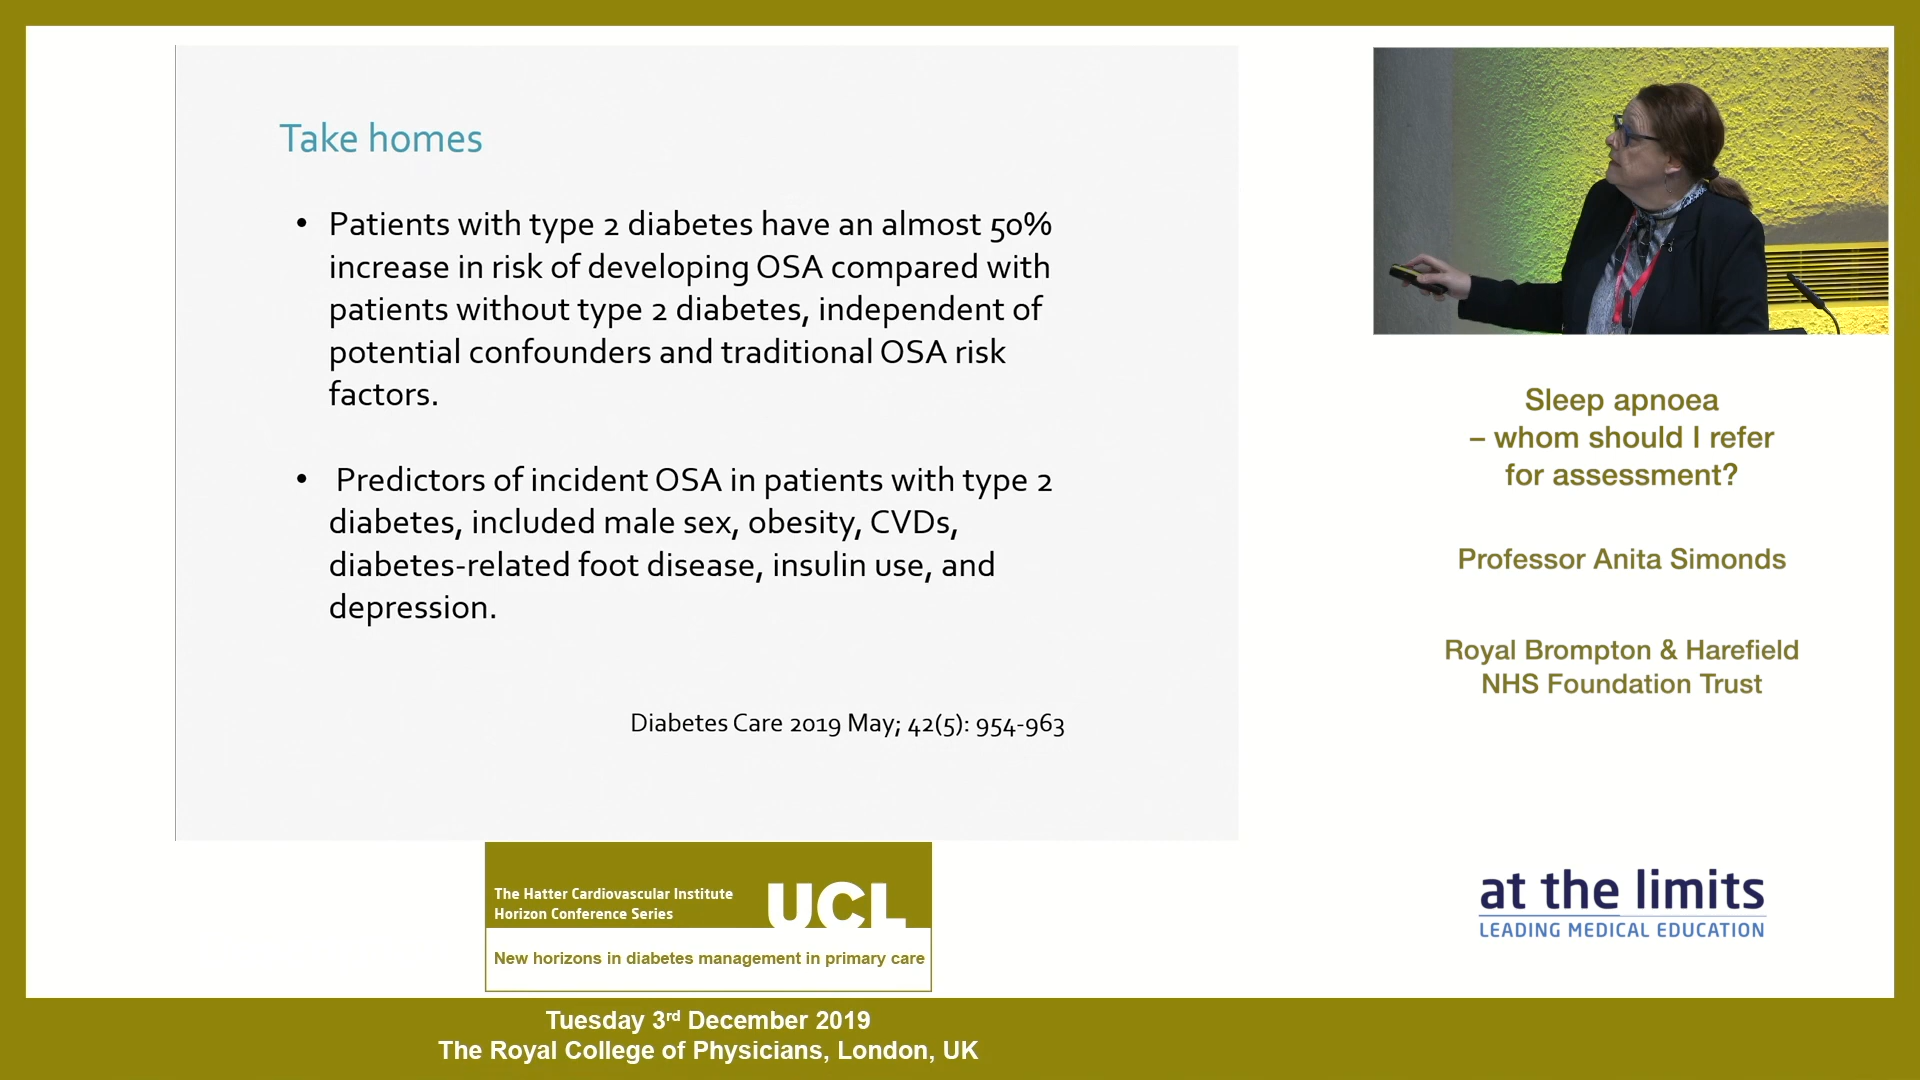 Take homes
• Patients with type 2 diabetes have an almost 50%
increase in risk of developing OSA compared with
patients without type 2 diabetes, independent of
potential confounders and traditional OSA risk
factors.
• Predictors of incident OSA in patients with type 2
diabetes, included male sex, obesity, CVDs,
diabetes-related foot disease, insulin use, and
depression.
Diabetes Care 2019 May; 42(5): 954-963
Sleep apnoea
– whom should I refer
for assessment?
Professor Anita Simonds
Royal Brompton & Harefield
NHS Foundation Trust
The Hatter Cardiovascular Institute
Horizon Conference Series
UCL
New horizons in diabetes management in primary care
at the limits
LEADING MEDICAL EDUCATION
Tuesday 3rd December 2019
The Royal College of Physicians, London, UK